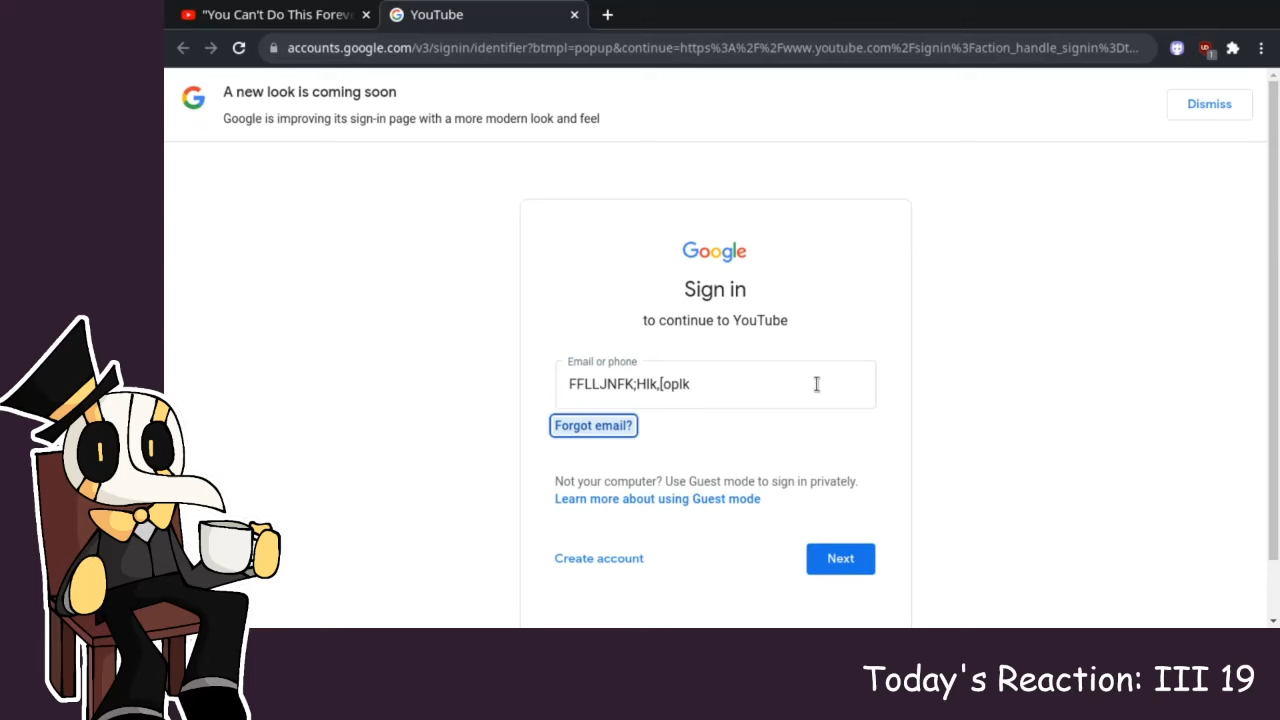 "You Can't Do This Forev
YouTube
accounts.google.com/v3/signin/identifier?btmpl=popup&continue=https%3A%2F%2Fwww.youtube.com%2Fsignin%3Faction_handle_signin%3Dt...
A new look is coming soon
Google is improving its sign-in page with a more modern look and feel
Dismiss
Google
Sign in
to continue to YouTube
Email or phone
FFLLJNFK;Hlk,[oplk
Forgot email?
Not your computer? Use Guest mode to sign in privately.
Learn more about using Guest mode
Create account
Next
Today's Reaction: III 19